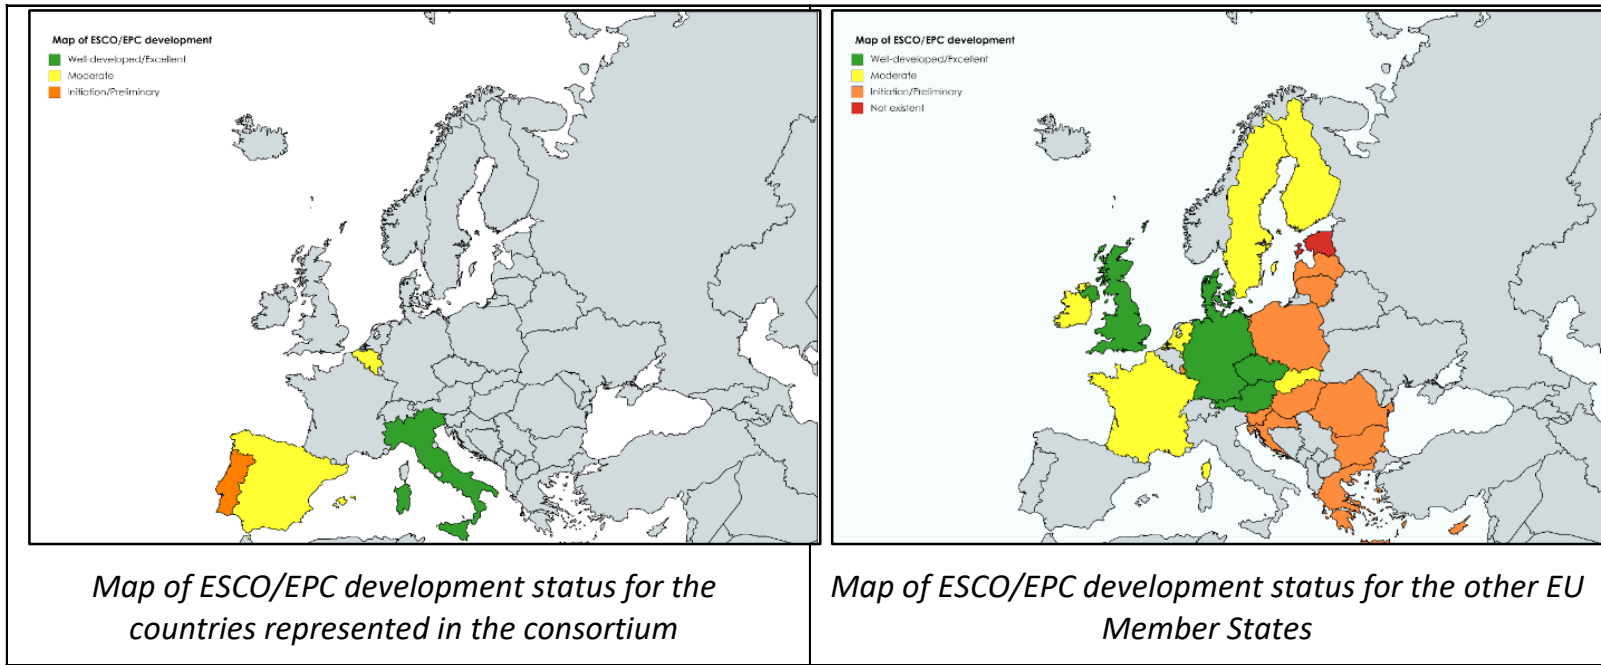 Map of ESCO/EPC development
Well-developed/Excellent
Moderate
Initiation/Preliminary
Map of ESCO/EPC development
Well-developed/Excellent
Moderate
Initiation/Preliminary
Not existent
Map of ESCO/EPC development status for the
countries represented in the consortium
Map of ESCO/EPC development status for the other EU
Member States